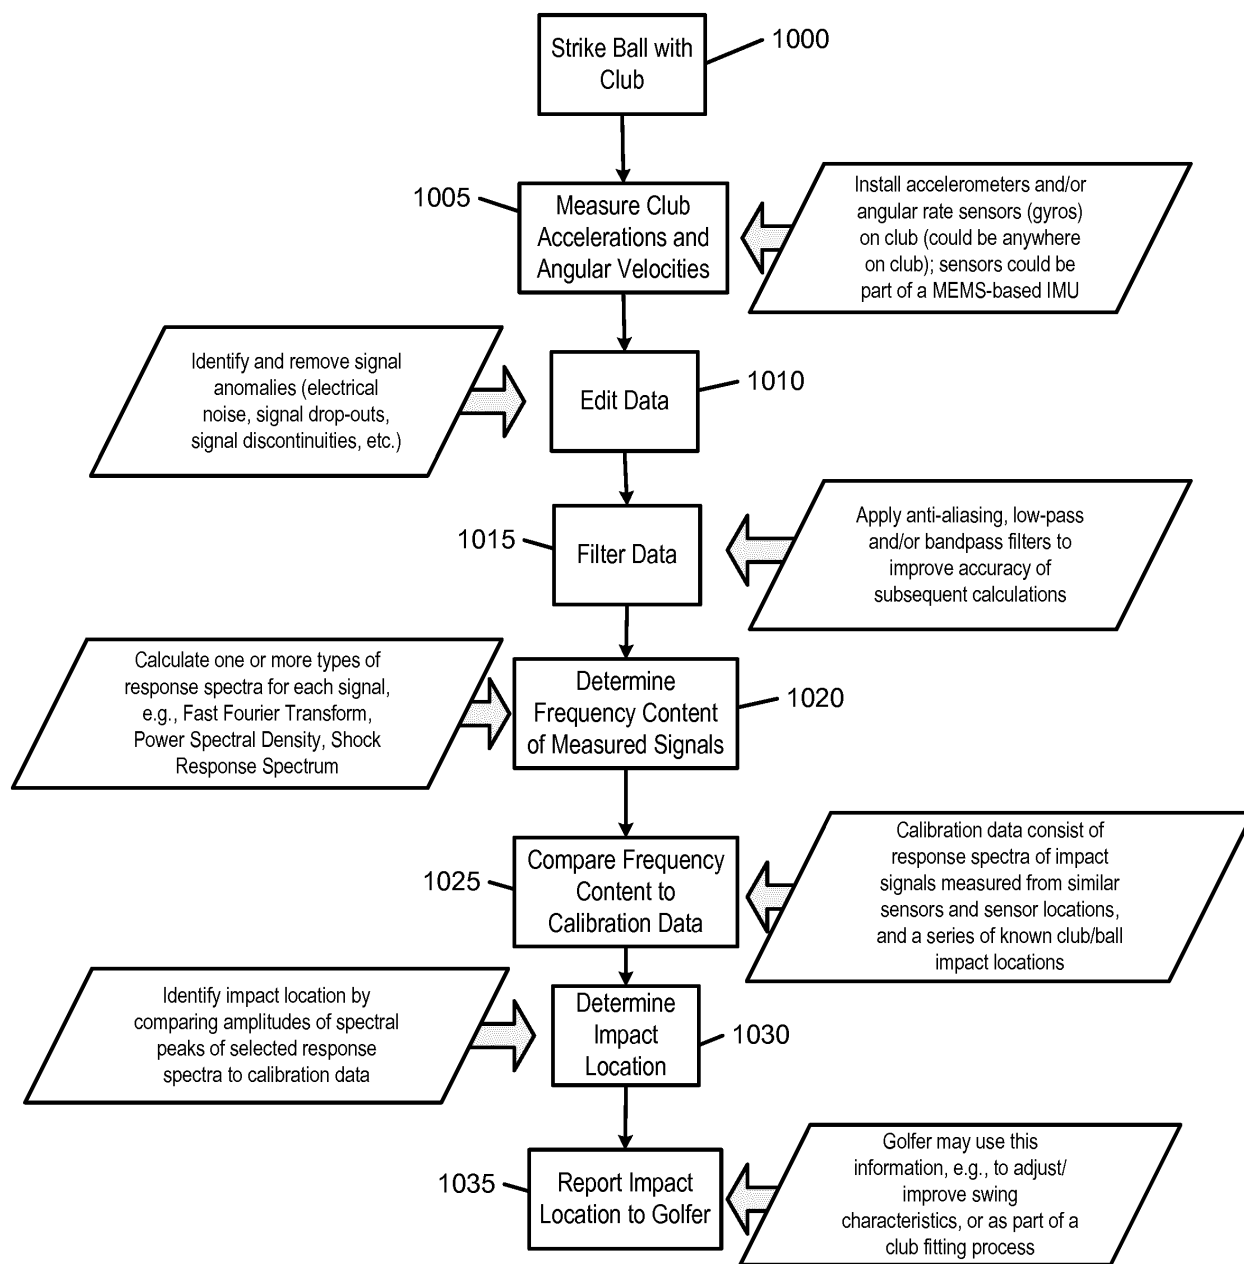 Strike Ball with
Club
1000
1005
Measure Club
Accelerations and
Angular Velocities
Install accelerometers and/or
angular rate sensors (gyros)
on club (could be anywhere
on club); sensors could be
part of a MEMS-based IMU
Identify and remove signal
anomalies (electrical
noise, signal drop-outs,
signal discontinuities, etc.)
Edit Data
1010
1015
Filter Data
Apply anti-aliasing, low-pass
and/or bandpass filters to
improve accuracy of
subsequent calculations
Calculate one or more types of
response spectra for each signal,
e.g., Fast Fourier Transform,
Power Spectral Density, Shock
Response Spectrum
Determine
Frequency Content
of Measured Signals
1020
1025
Compare Frequency
Content to
Calibration Data
Calibration data consist of
response spectra of impact
signals measured from similar
sensors and sensor locations,
and a series of known club/ball
impact locations
Identify impact location by
comparing amplitudes of spectral
peaks of selected response
spectra to calibration data
Determine
Impact
Location
1030
1035
Report Impact
Location to Golfer
Golfer may use this
information, e.g., to adjust/
improve swing
characteristics, or as part of a
club fitting process